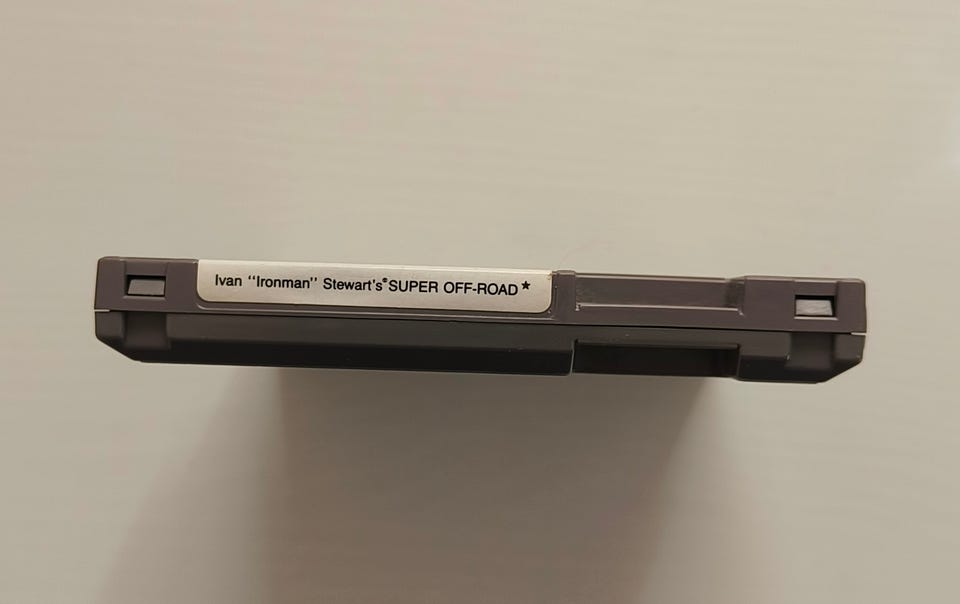 Ivan "Ironman" Stewart's® SUPER OFF-ROAD★